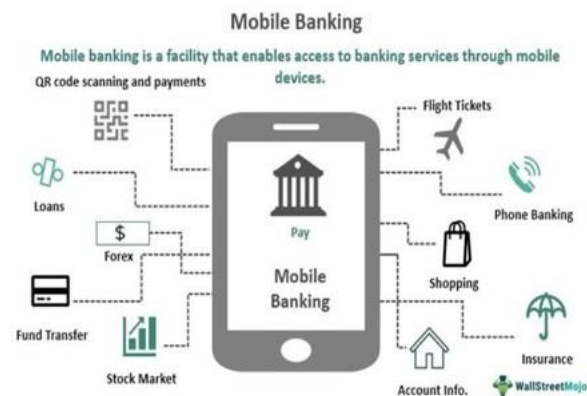 Mobile Banking
Mobile banking is a facility that enables access to banking services through mobile
devices.
QR code scanning and payments
Flight Tickets
Loans
Phone Banking
$
Forex
Pay
Shopping
Mobile
Banking
Fund Transfer
Stock Market
Account Info.
Insurance
WallStreetMojo